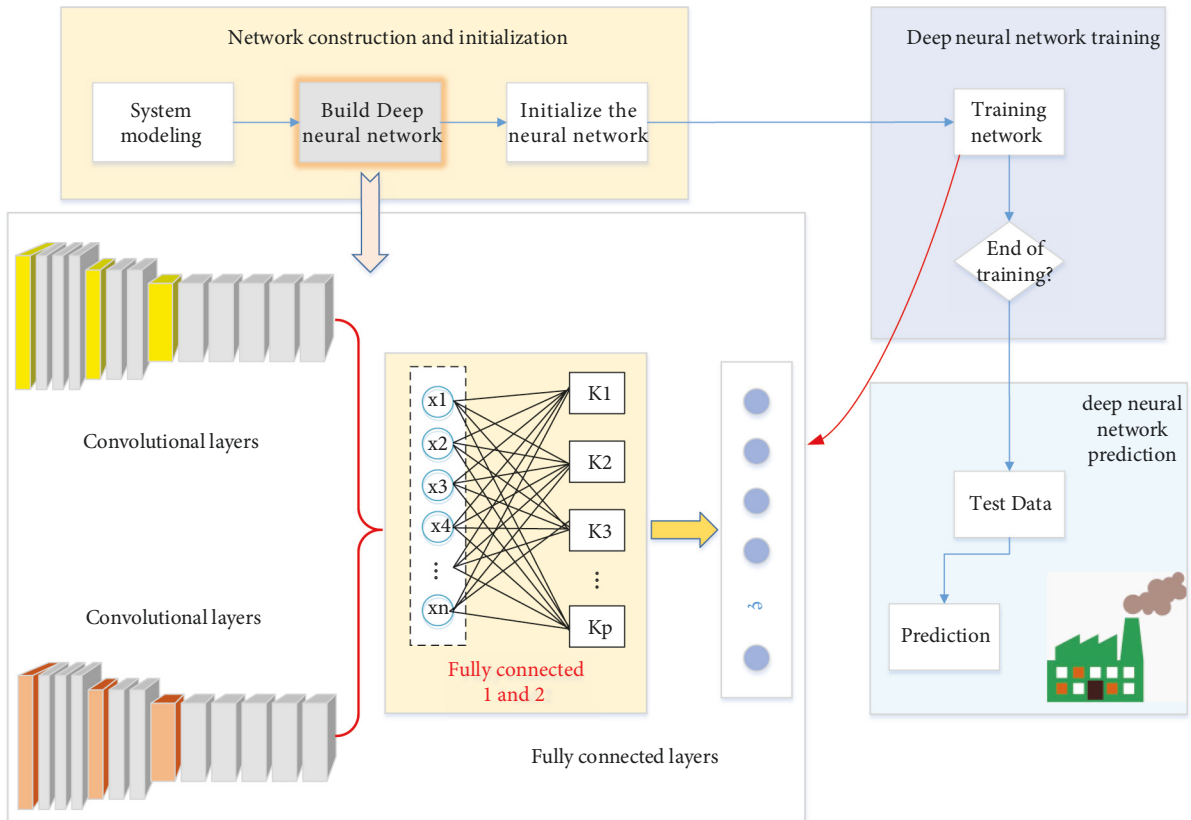 Network construction and initialization
System
modeling
Build Deep
neural network
Initialize the
neural network
Deep neural network training
Training
network
End of
training?
Convolutional layers
Convolutional layers
x1
x2
x3
x4
...
xn
K1
K2
K3
...
Kp
Fully connected
1 and 2
Fully connected layers
deep neural
network
prediction
Test Data
Prediction